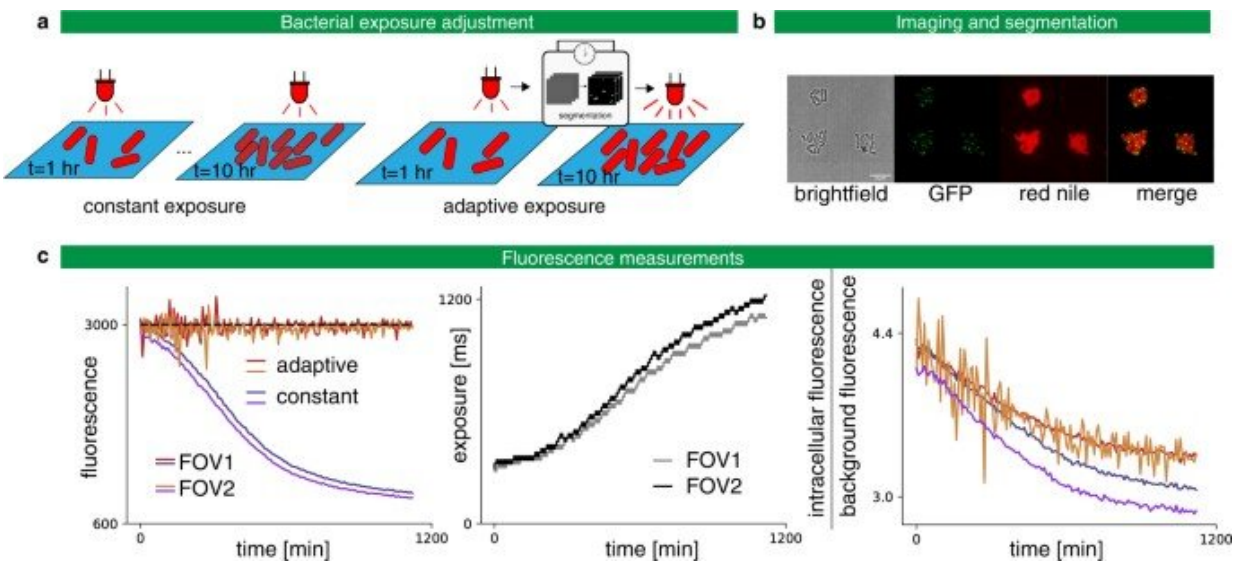 a
Bacterial exposure adjustment
segmentation
t=1 hr
...
t=10 hr
t=1 hr
t=10 hr
constant exposure
adaptive exposure
b
Imaging and segmentation
brightfield
GFP
red nile
merge
c
Fluorescence measurements
fluorescence
3000
600
adaptive
constant
FOV1
FOV2
0
1200
time [min]
exposure [ms]
1200
0
FOV1
FOV2
0
1200
time [min]
intracellular fluorescence
background fluorescence
4.4
3.0
0
1200
time [min]